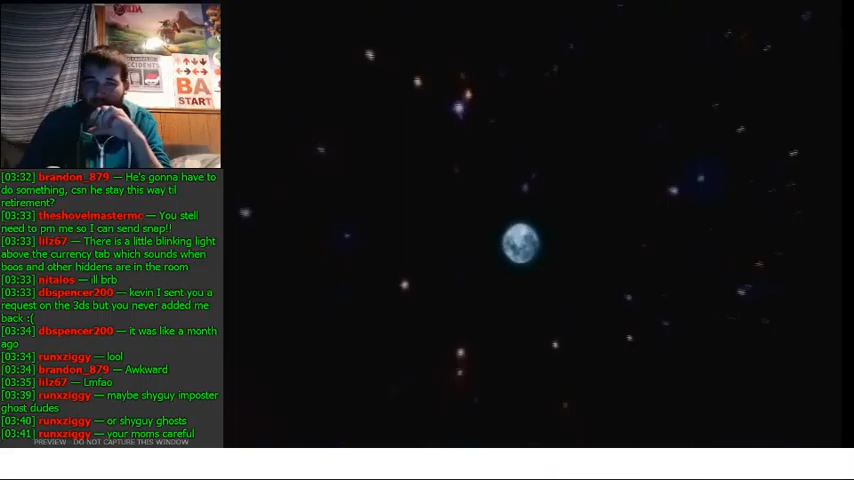 ZELDA
ACCIDENTS
BA
START
[03:32] brandon_879 — He's gonna have to
do something, csn he stay this way til
retirement?
[03:33] theshovelmastermc — You stell
need to pm me so I can send snap!!
[03:33] lilz67 — There is a little blinking light
above the currency tab which sounds when
boos and other hiddens are in the room
[03:33] nitalos — ill brb
[03:33] dbspencer200 — kevin I sent you a
request on the 3ds but you never added me
back :(
[03:34] dbspencer200 — it was like a month
ago
[03:34] runxziggy — lool
[03:34] brandon_879 — Awkward
[03:35] lilz67 — Lmfao
[03:39] runxziggy — maybe shyguy imposter
ghost dudes
[03:40] runxziggy — or shyguy ghosts
[03:41] runxziggy — your moms careful
PREVIEW - DO NOT CAPTURE THIS WINDOW